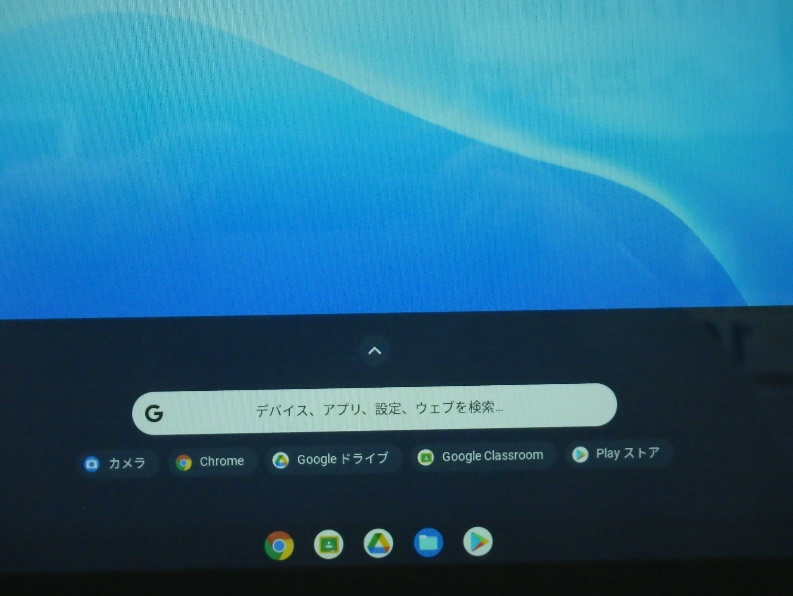 デバイス、アプリ、設定、ウェブを検索...
カメラ
Chrome
Google ドライブ
Google Classroom
Play ストア